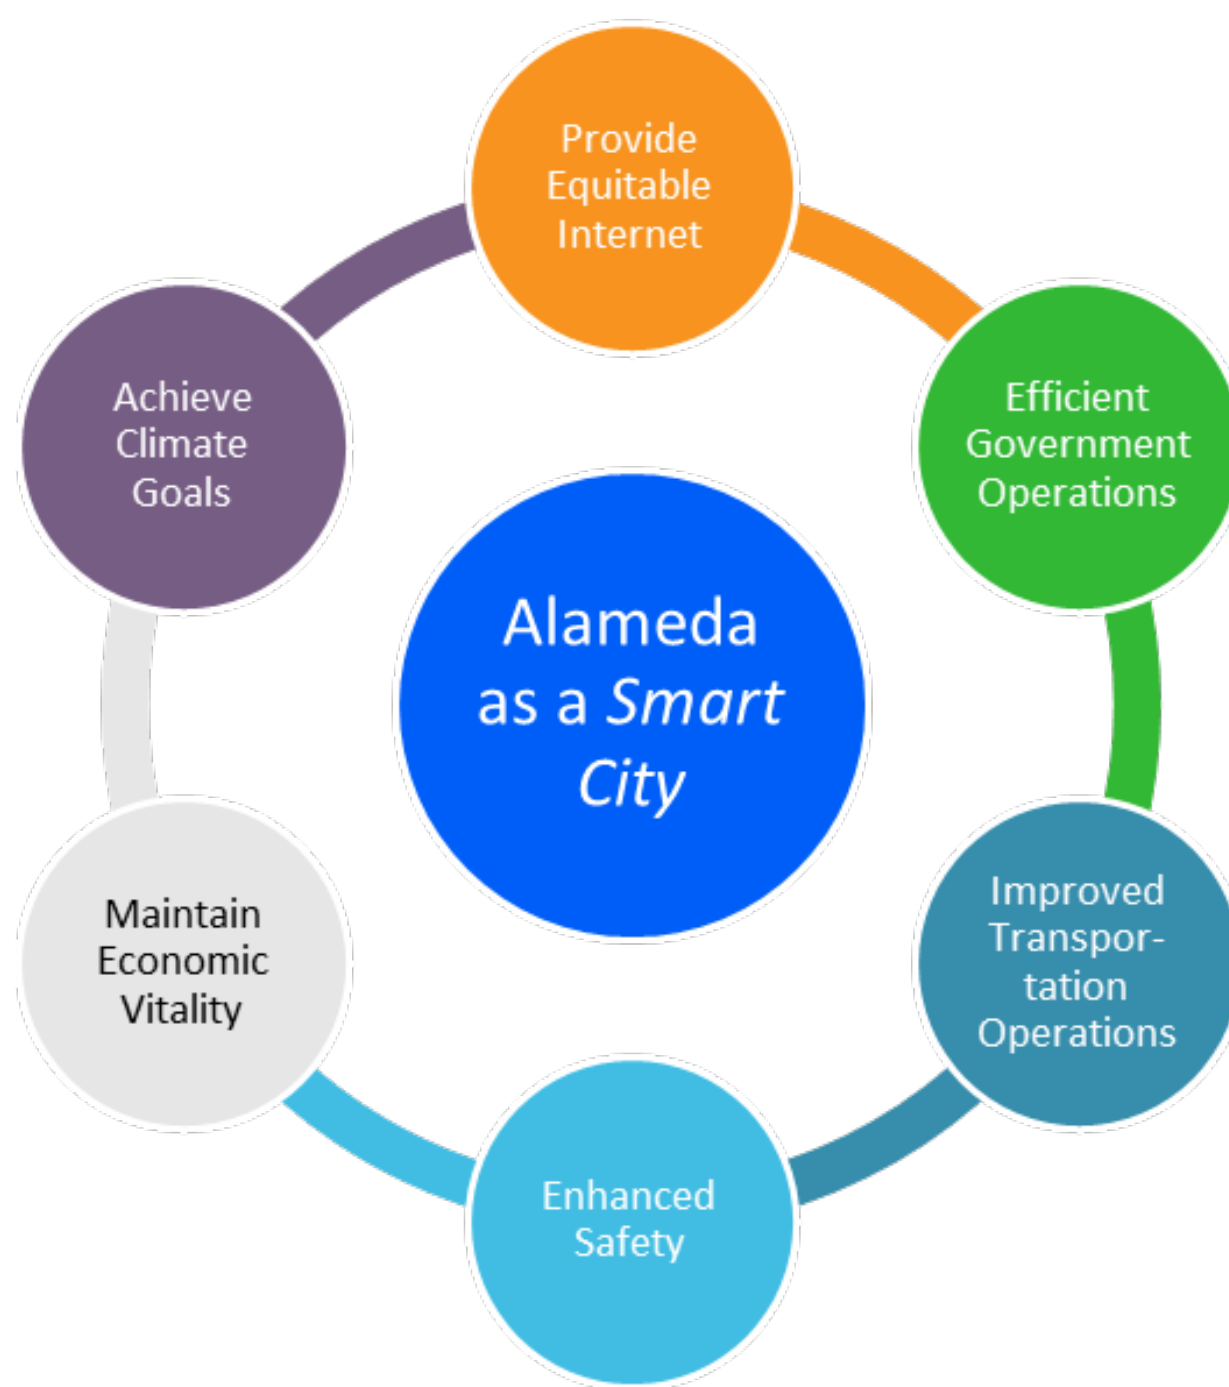 Provide
Equitable
Internet
Efficient
Government
Operations
Improved
Transpor-
tation
Operations
Enhanced
Safety
Maintain
Economic
Vitality
Achieve
Climate
Goals
Alameda
as a Smart
City